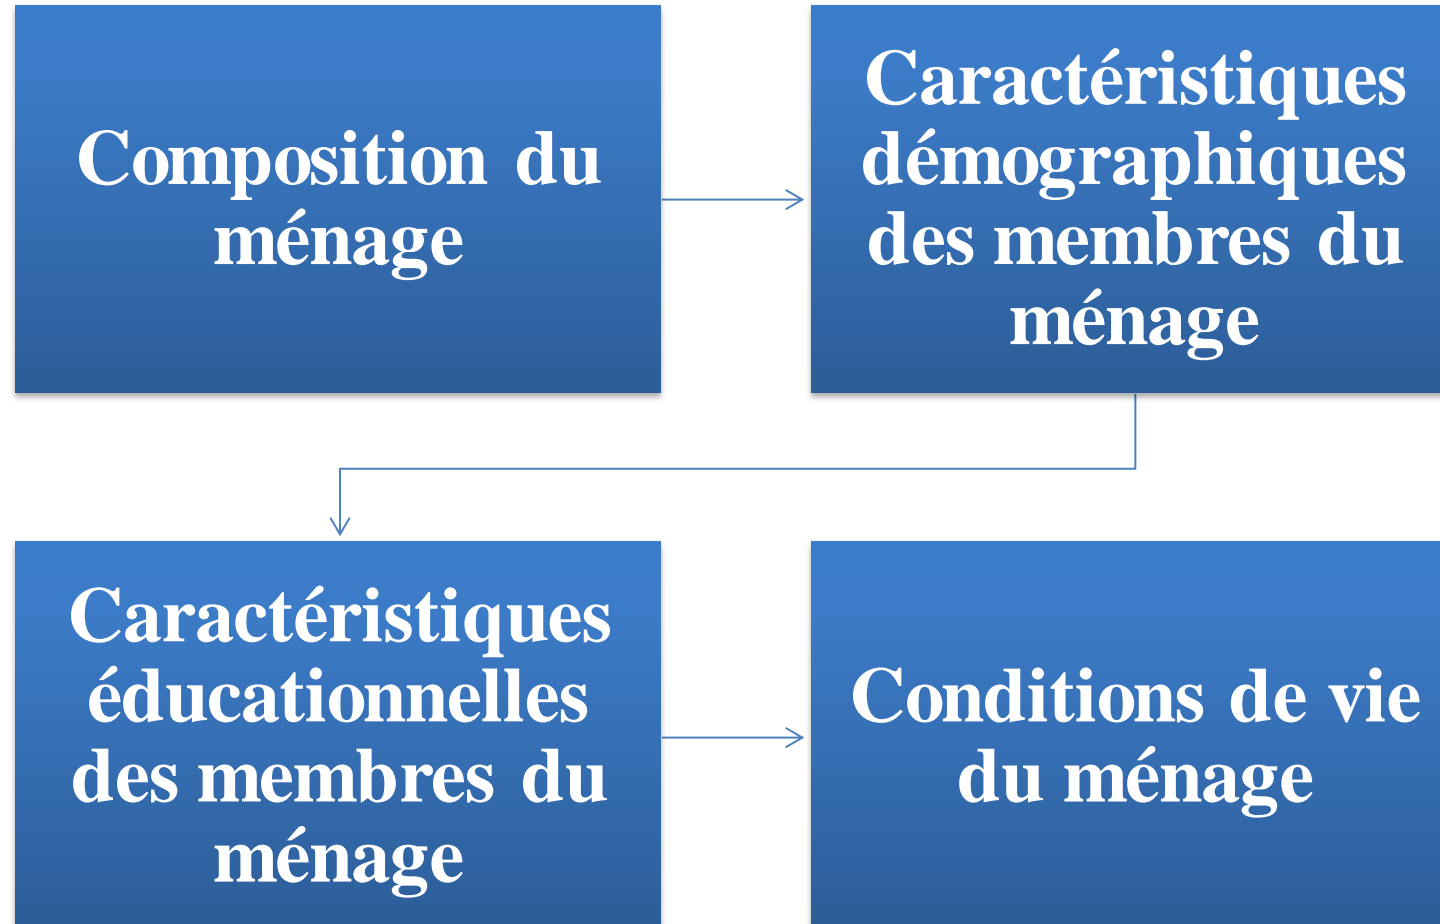 Composition du
ménage
Caractéristiques
démographiques
des membres du
ménage
Caractéristiques
éducationnelles
des membres du
ménage
Conditions de vie
du ménage